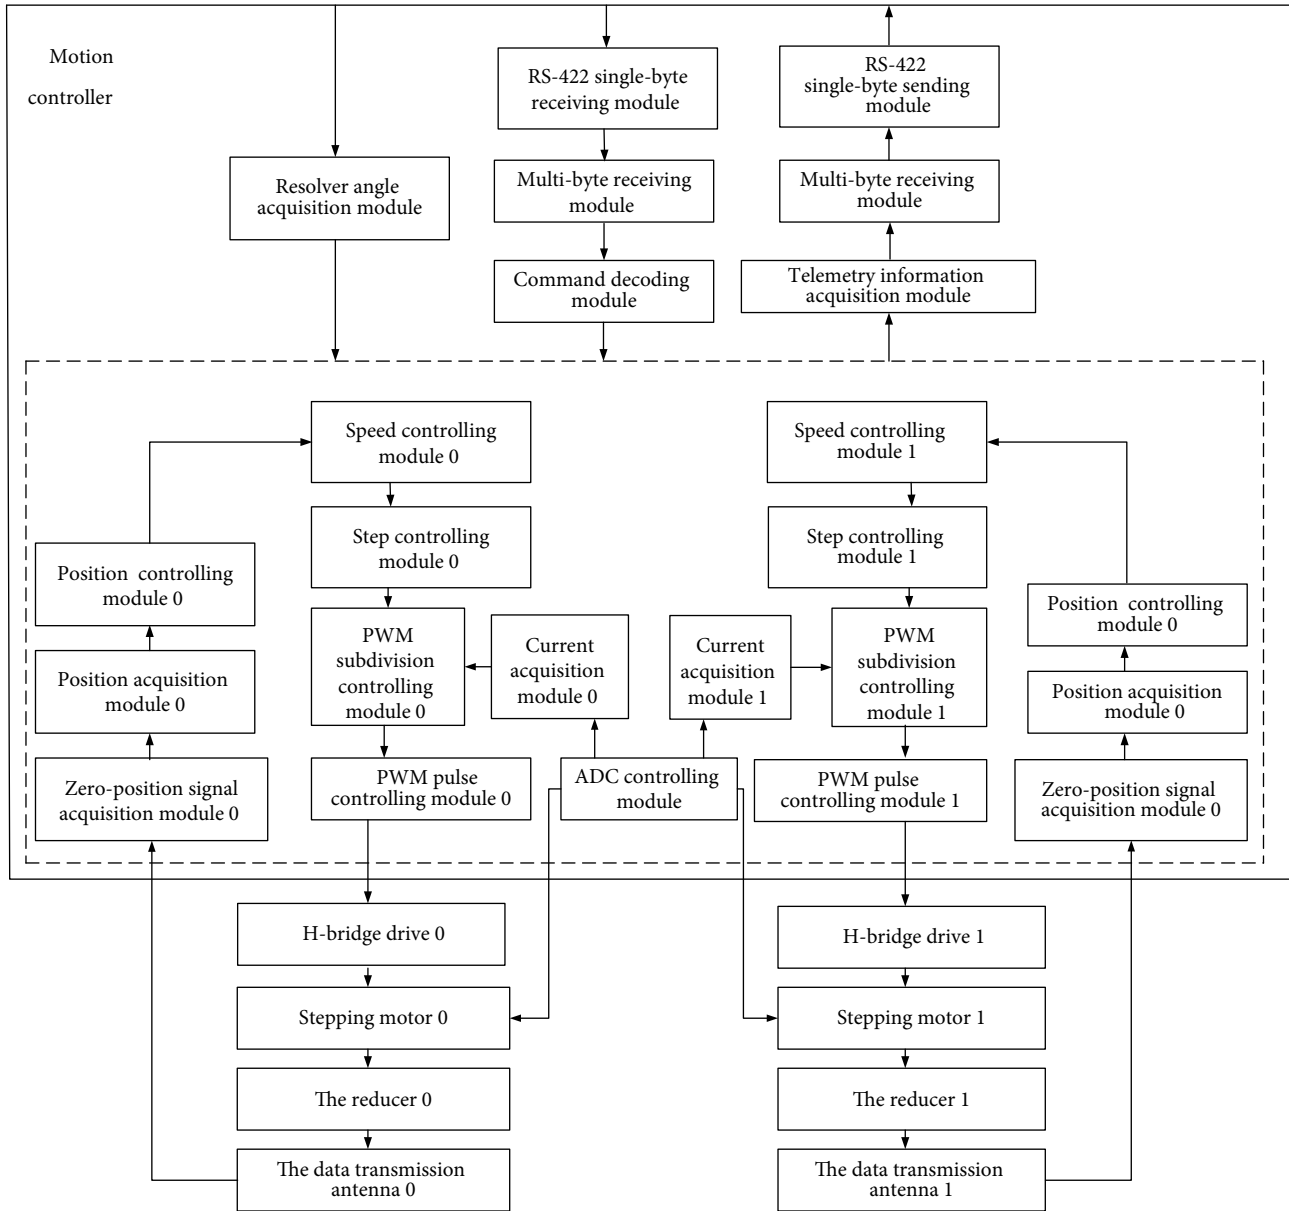 Motion
controller
RS-422 single-byte
receiving module
RS-422
single-byte sending
module
Resolver angle
acquisition module
Multi-byte receiving
module
Multi-byte receiving
module
Command decoding
module
Telemetry information
acquisition module
Speed controlling
module 0
Speed controlling
module 1
Step controlling
module 0
Step controlling
module 1
Position controlling
module 0
PWM
subdivision
controlling
module 0
Current
acquisition
module 0
Current
acquisition
module 1
PWM
subdivision
controlling
module 1
Position controlling
module 0
Position acquisition
module 0
Position acquisition
module 0
Zero-position signal
acquisition module 0
PWM pulse
controlling module 0
ADC controlling
module
PWM pulse
controlling module 1
Zero-position signal
acquisition module 0
H-bridge drive 0
H-bridge drive 1
Stepping motor 0
Stepping motor 1
The reducer 0
The reducer 1
The data transmission
antenna 0
The data transmission
antenna 1